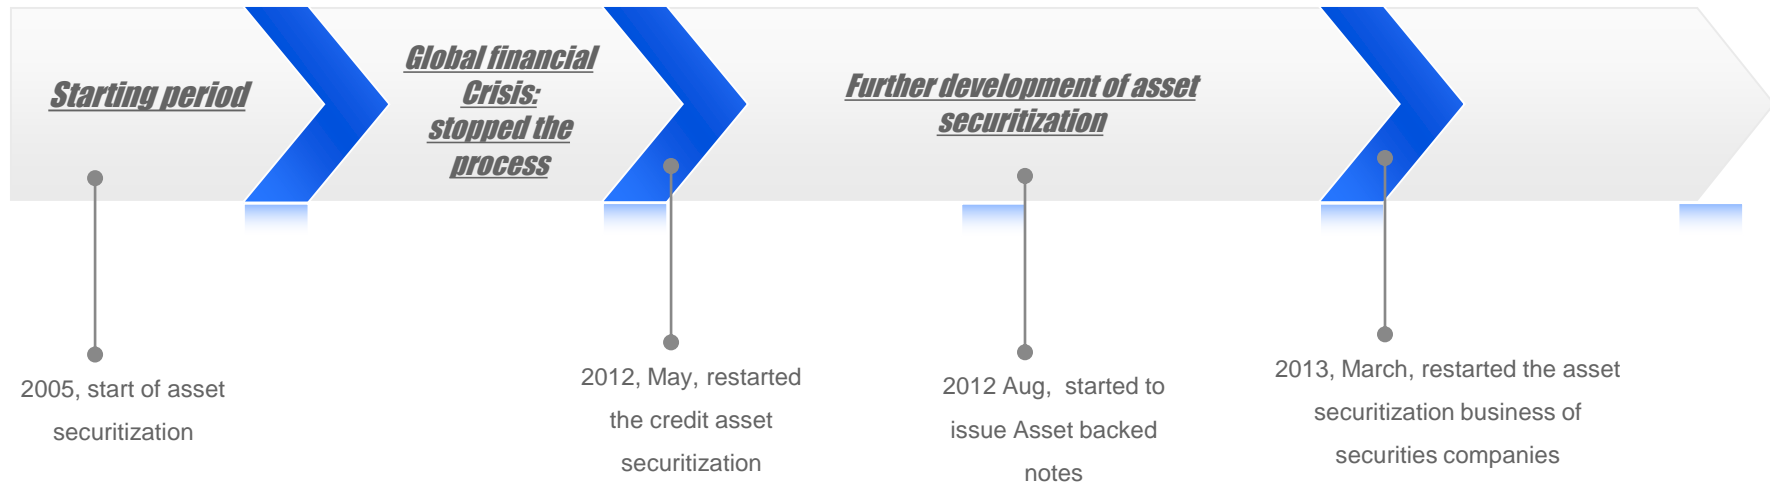 Starting period
Global financial
Crisis:
stopped the
process
Further development of asset
securitization
2005, start of asset
securitization
2012, May, restarted
the credit asset
securitization
2012 Aug,  started to
issue Asset backed
notes
2013, March, restarted the asset
securitization business of
securities companies